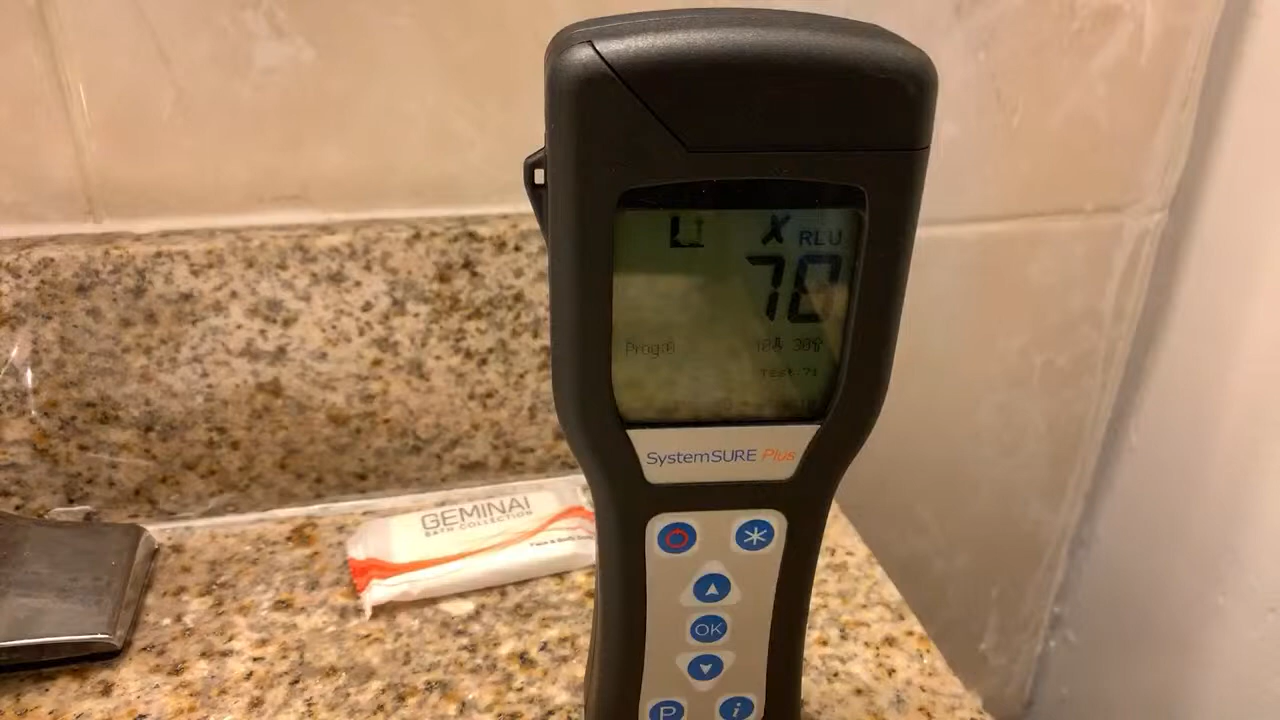 X RLU
70
Prog:0
10 30
Test:71
SystemSURE Plus
GEMINAI
BATH COLLECTION
OK
P i